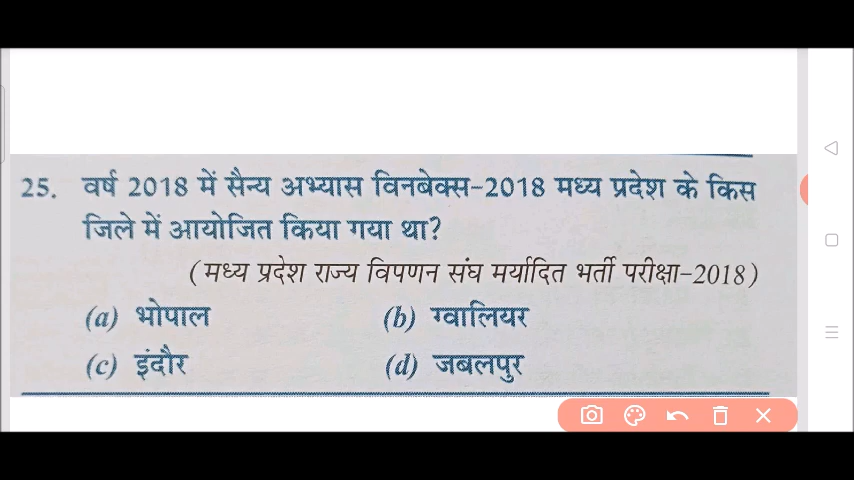 25. वर्ष 2018 में सैन्य अभ्यास विनबेक्स-2018 मध्य प्रदेश के किस
जिले में आयोजित किया गया था?
(मध्य प्रदेश राज्य विपणन संघ मर्यादित भर्ती परीक्षा-2018)
(a) भोपाल (b) ग्वालियर
(c) इंदौर (d) जबलपुर